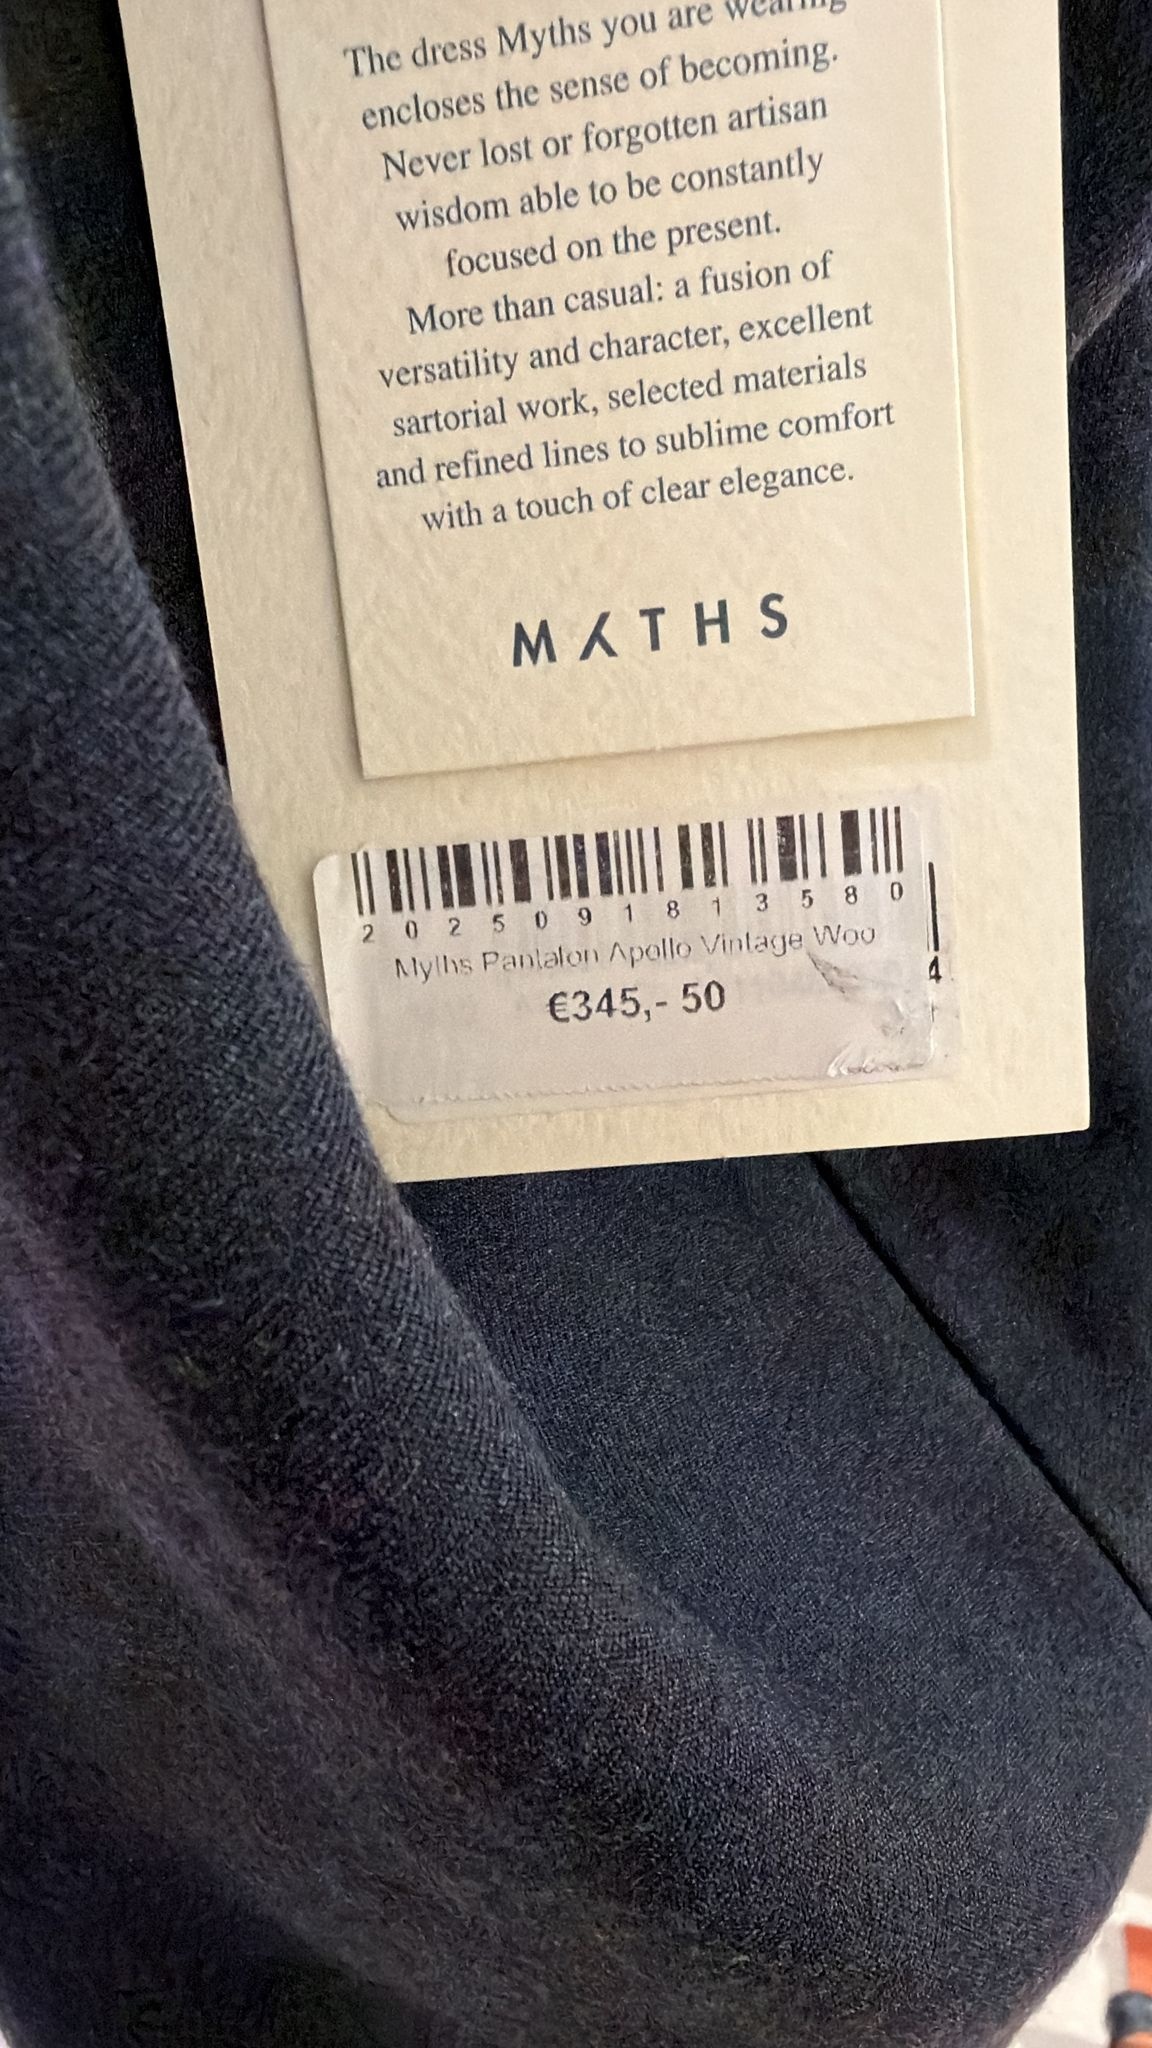 The dress Myths you are wearing
encloses the sense of becoming.
Never lost or forgotten artisan
wisdom able to be constantly
focused on the present.
More than casual: a fusion of
versatility and character, excellent
sartorial work, selected materials
and refined lines to sublime comfort
with a touch of clear elegance.
MYTHS
2025091813580
4
Myths Pantalon Apollo Vintage Woo
€345,- 50